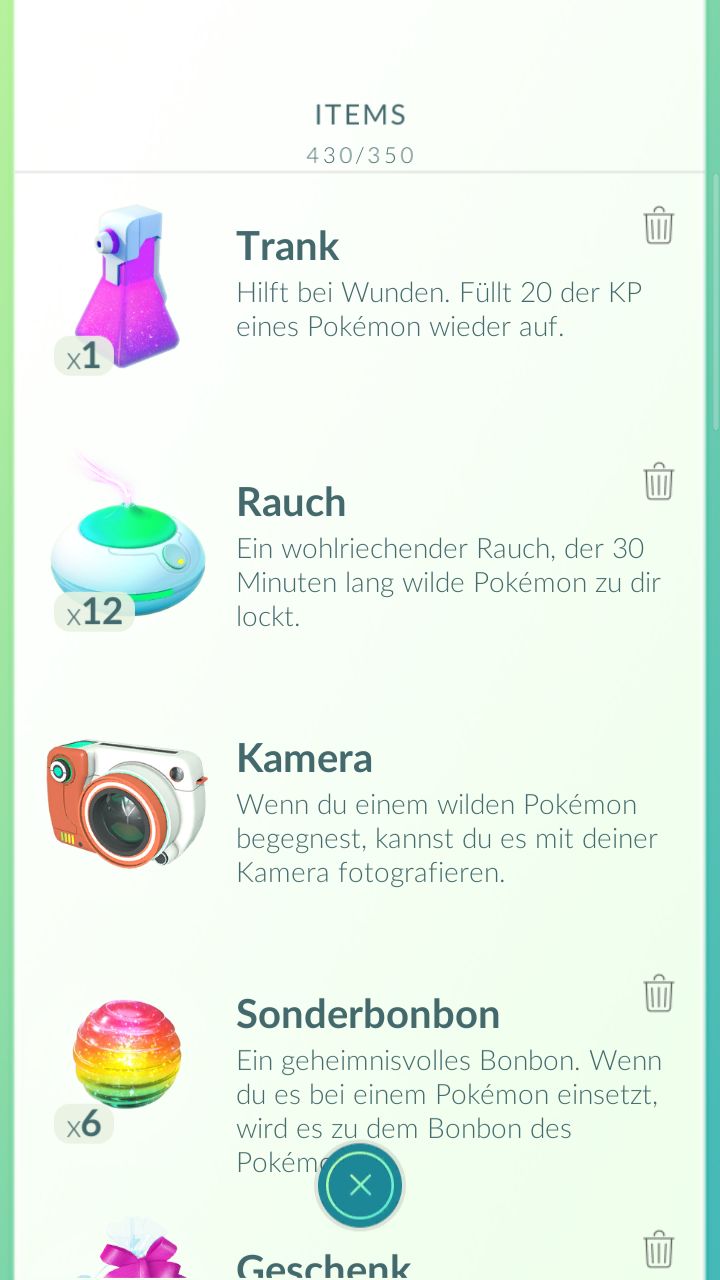 ITEMS
430/350
Trank
Hilft bei Wunden. Füllt 20 der KP
eines Pokémon wieder auf.
x1
Rauch
Ein wohlriechender Rauch, der 30
Minuten lang wilde Pokémon zu dir
lockt.
x12
Kamera
Wenn du einem wilden Pokémon
begegnest, kannst du es mit deiner
Kamera fotografieren.
Sonderbonbon
Ein geheimnisvolles Bonbon. Wenn
du es bei einem Pokémon einsetzt,
wird es zu dem Bonbon des
x6
Geschenk